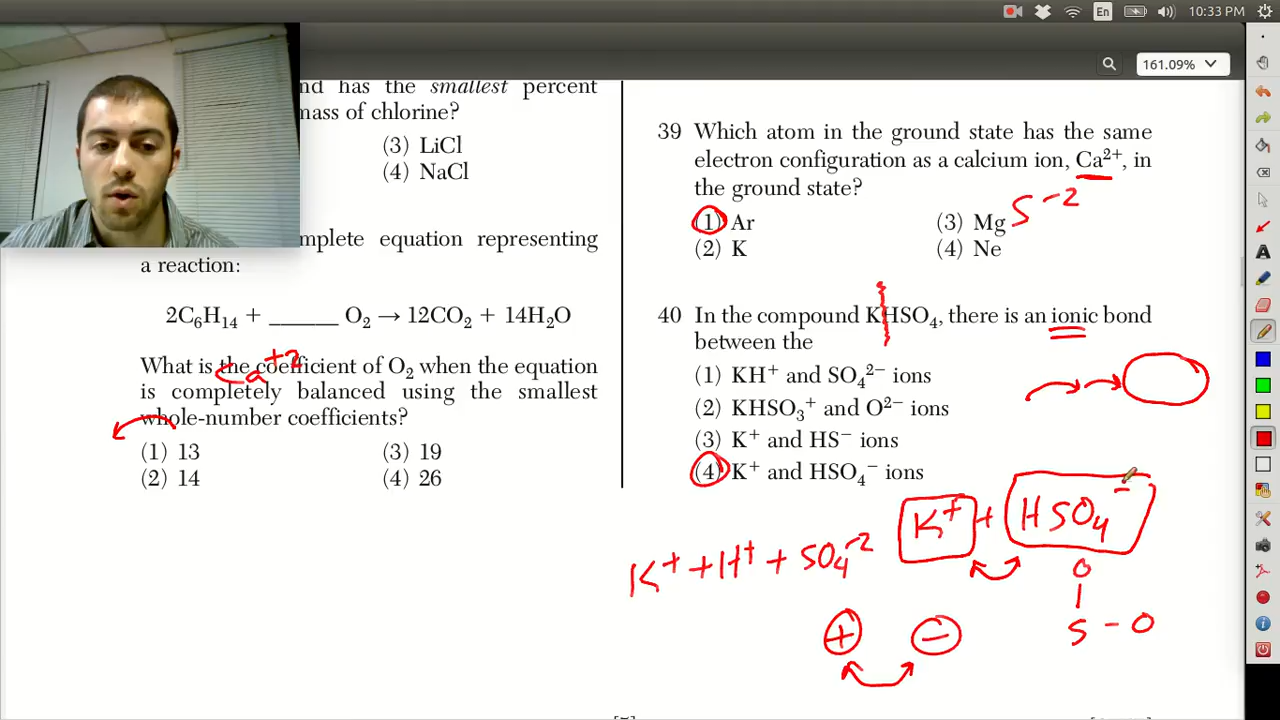 En 10:33 PM
161.09%
nd has the smallest percent
mass of chlorine?
(3) LiCl
(4) NaCl
mplete equation representing
a reaction:
2C₆H₁₄ + ______ O₂ → 12CO₂ + 14H₂O
What is the coefficient of O₂ when the equation
is completely balanced using the smallest
whole-number coefficients?
Ca⁺²
(1) 13 (3) 19
(2) 14 (4) 26
39 Which atom in the ground state has the same
electron configuration as a calcium ion, Ca²⁺, in
the ground state?
(1) Ar (3) Mg
S⁻²
(2) K (4) Ne
40 In the compound KHSO₄, there is an ionic bond
between the
(1) KH⁺ and SO₄²⁻ ions
(2) KHSO₃⁺ and O²⁻ ions
(3) K⁺ and HS⁻ ions
(4) K⁺ and HSO₄⁻ ions
K⁺ + HSO₄⁻
K⁺ + H⁺ + SO₄⁻²
O
|
S - O
+ −